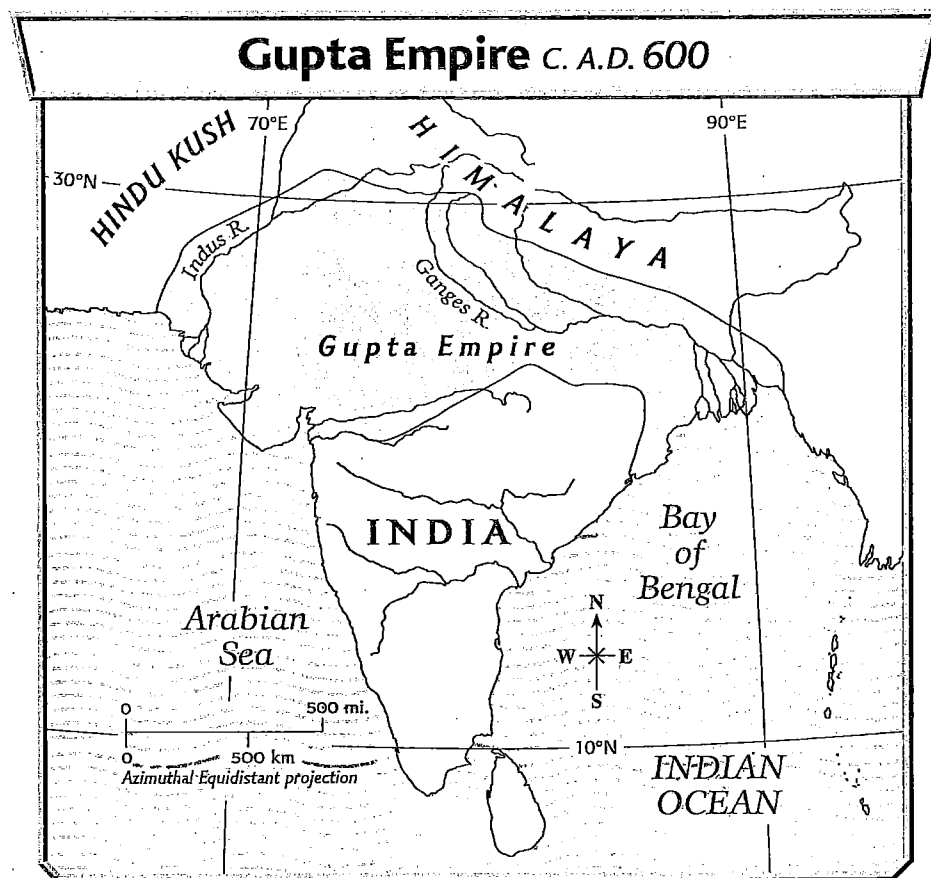 Gupta Empire C. A.D. 600
70°E
90°E
HINDU KUSH
HIMALAYA
30°N
Indus R.
Ganges R.
Gupta Empire
INDIA
Bay
of
Bengal
Arabian
Sea
N
W E
S
0 500 mi.
0 500 km
Azimuthal Equidistant projection
10°N
INDIAN
OCEAN